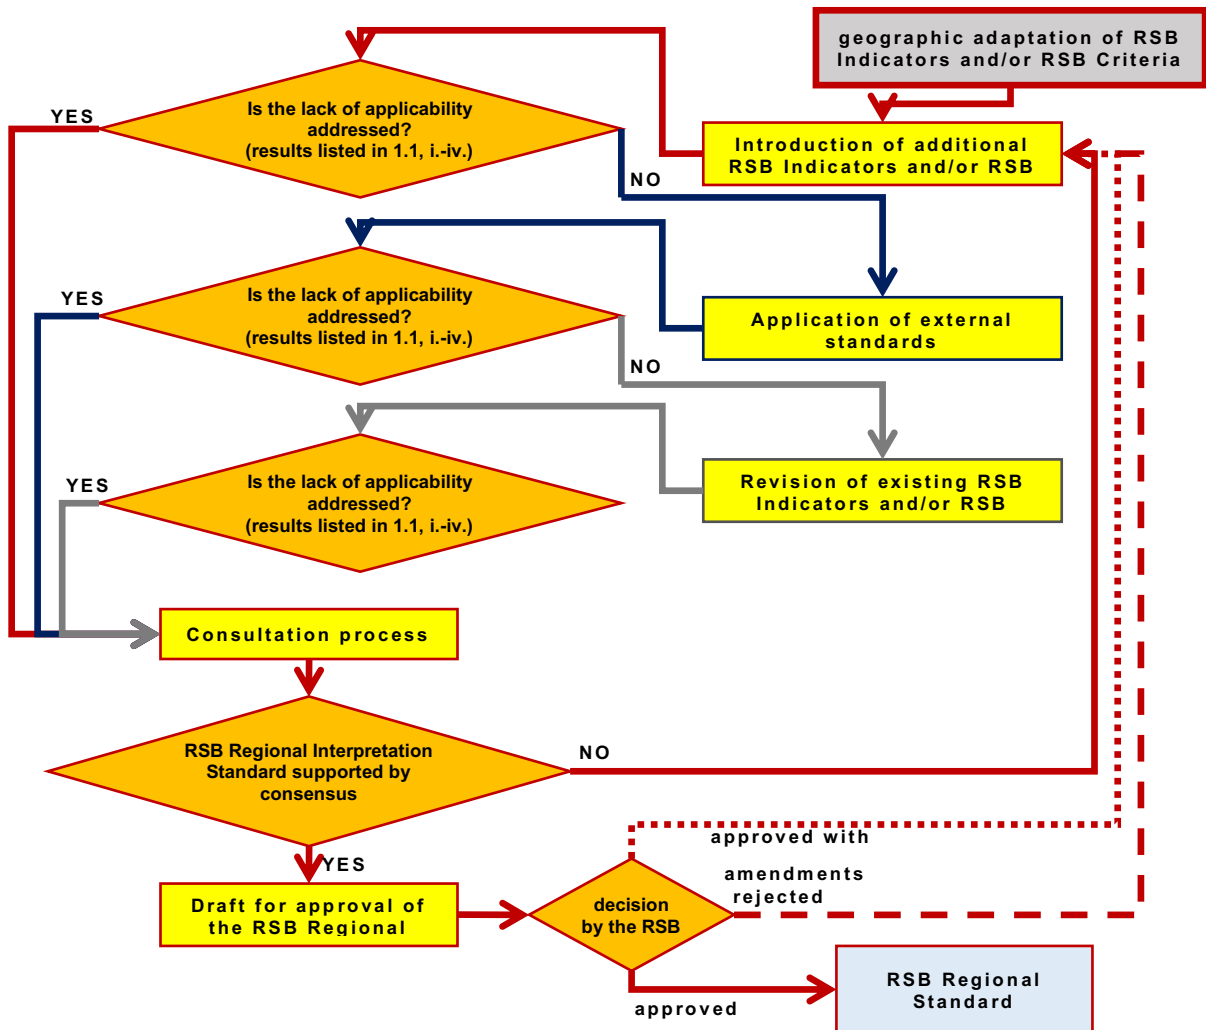 geographic adaptation of RSB
Indicators and/or RSB Criteria
Is the lack of applicability
addressed?
(results listed in 1.1, i.-iv.)
YES
NO
Introduction of additional
RSB Indicators and/or RSB
Is the lack of applicability
addressed?
(results listed in 1.1, i.-iv.)
YES
NO
Application of external
standards
Is the lack of applicability
addressed?
(results listed in 1.1, i.-iv.)
YES
Revision of existing RSB
Indicators and/or RSB
Consultation process
RSB Regional Interpretation
Standard supported by
consensus
NO
YES
Draft for approval of
the RSB Regional
decision
by the RSB
approved with
amendments
rejected
approved
RSB Regional
Standard